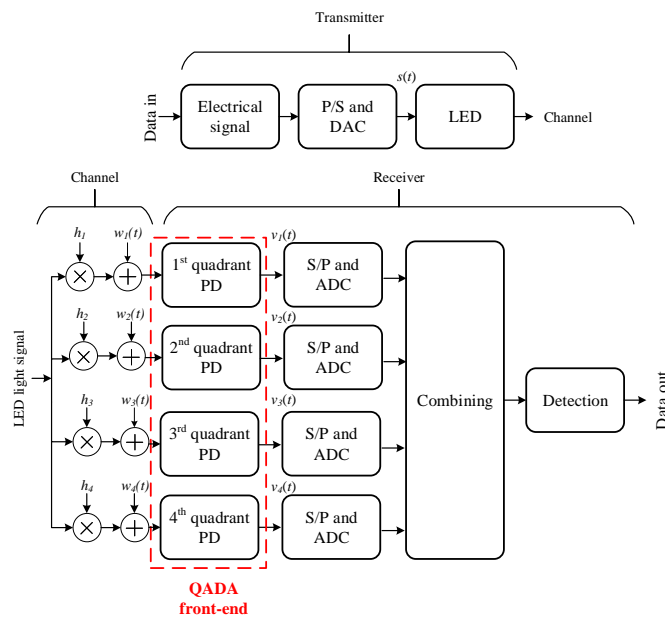 Transmitter
s(t)
Data in
Electrical
signal
P/S and
DAC
LED
Channel
Channel
Receiver
h1
w1(t)
v1(t)
1st quadrant
PD
S/P and
ADC
h2
w2(t)
v2(t)
2nd quadrant
PD
S/P and
ADC
LED light signal
Combining
Detection
Data out
h3
w3(t)
v3(t)
3rd quadrant
PD
S/P and
ADC
h4
w4(t)
v4(t)
4th quadrant
PD
S/P and
ADC
QADA
front-end